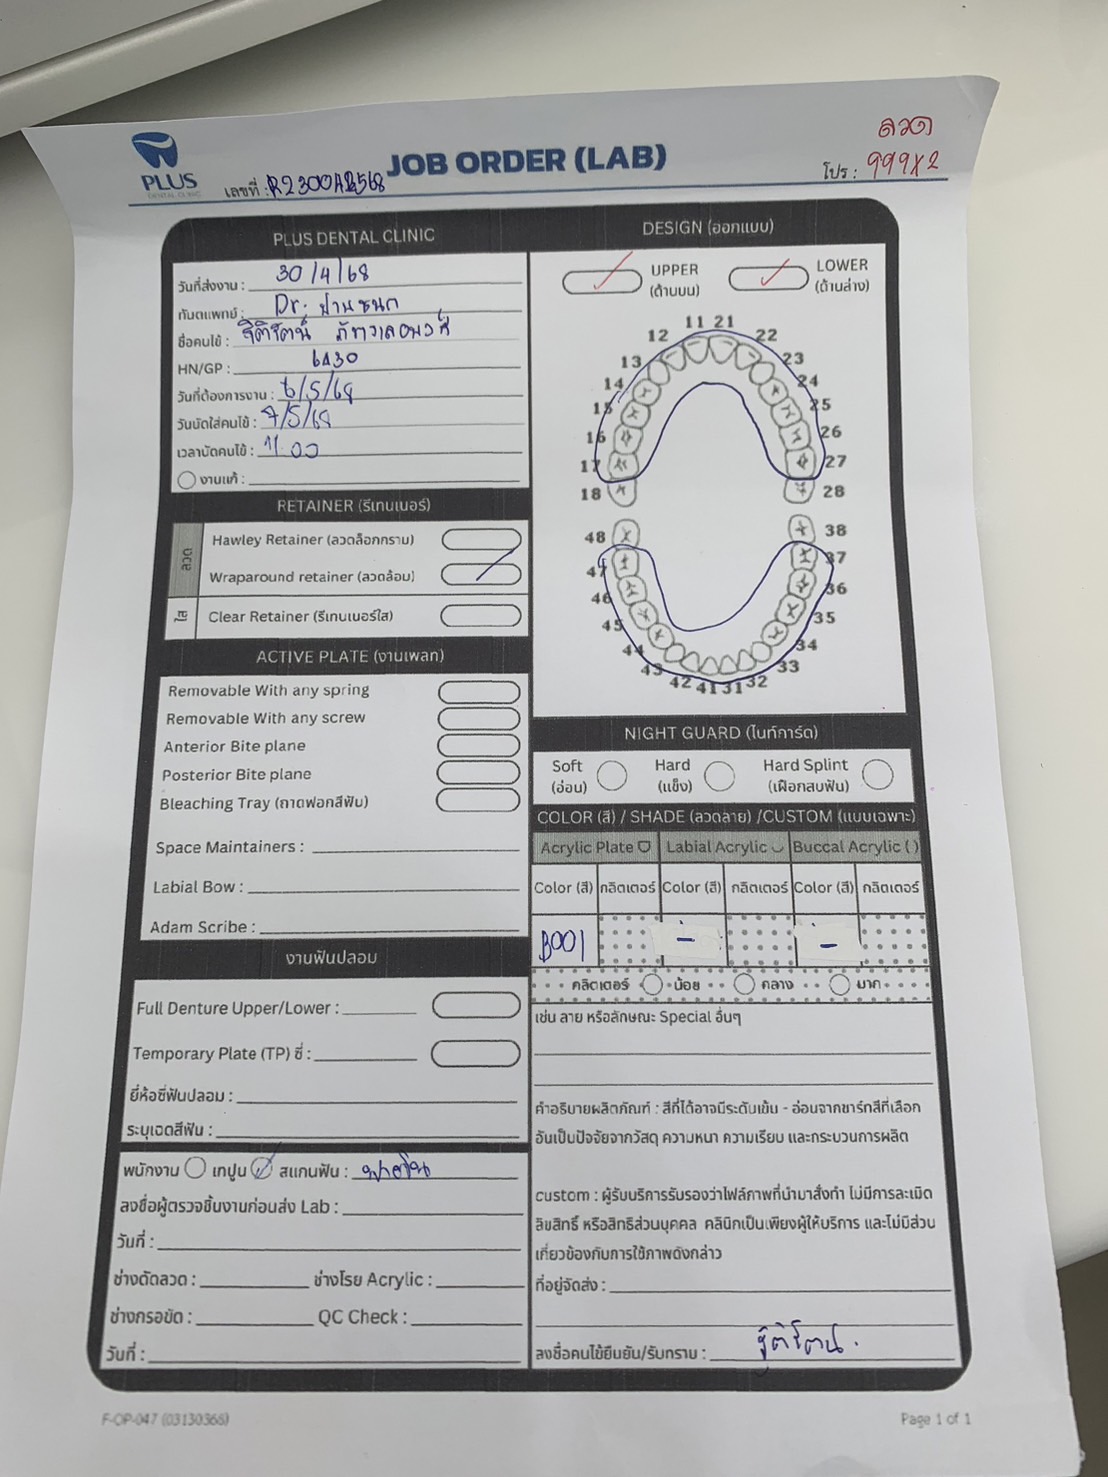 PLUS
DENTAL CLINIC
JOB ORDER (LAB)
ลวด
เลขที่ :
โปร : 999x2
PLUS DENTAL CLINIC
วันที่ส่งงาน : 30/4/68
ทันตแพทย์ : Dr. ปานชนก
ชื่อคนไข้ : ฐิติรัตน์
HN/GP : 6430
วันที่ต้องการงาน : 6/5/68
วันนัดใส่คนไข้ : 7/5/68
เวลานัดคนไข้ : 11.00
งานแก้ :
RETAINER (รีเทนเนอร์)
ลวด
Hawley Retainer (ลวดล็อกกราม)
Wraparound retainer (ลวดล้อม)
ใส
Clear Retainer (รีเทนเนอร์ใส)
ACTIVE PLATE (งานเพลท)
Removable With any spring
Removable With any screw
Anterior Bite plane
Posterior Bite plane
Bleaching Tray (ถาดฟอกสีฟัน)
Space Maintainers :
Labial Bow :
Adam Scribe :
งานฟันปลอม
Full Denture Upper/Lower :
Temporary Plate (TP) ซี่ :
ยี่ห้อซี่ฟันปลอม :
ระบุเฉดสีฟัน :
พนักงาน เทปูน สแกนฟัน :
ลงชื่อผู้ตรวจชิ้นงานก่อนส่ง Lab :
วันที่ :
ช่างดัดลวด : ช่างโรย Acrylic :
ช่างกรอขัด : QC Check :
วันที่ :
DESIGN (ออกแบบ)
UPPER (ด้านบน)
LOWER (ด้านล่าง)
11 21
12 22
13 23
14 24
15 25
16 26
17 27
18 28
48 38
47 37
46 36
45 35
44 34
43 33
42 41 31 32
NIGHT GUARD (ไนท์การ์ด)
Soft (อ่อน)
Hard (แข็ง)
Hard Splint (เฝือกสบฟัน)
COLOR (สี) / SHADE (ลวดลาย) /CUSTOM (แบบเฉพาะ)
Acrylic Plate Labial Acrylic Buccal Acrylic ( )
Color (สี) กลิตเตอร์ Color (สี) กลิตเตอร์ Color (สี) กลิตเตอร์
B001 - -
กลิตเตอร์ น้อย กลาง มาก
เช่น ลาย หรือลักษณะ Special อื่นๆ
คำอธิบายผลิตภัณฑ์ : สีที่ได้อาจมีระดับเข้ม - อ่อนจากชาร์ทสีที่เลือก
อันเป็นปัจจัยจากวัสดุ ความหนา ความเรียบ และกระบวนการผลิต
custom : ผู้รับบริการรับรองว่าไฟล์ภาพที่นำมาสั่งทำ ไม่มีการละเมิด
ลิขสิทธิ์ หรือสิทธิส่วนบุคคล คลินิกเป็นเพียงผู้ให้บริการ และไม่มีส่วน
เกี่ยวข้องกับการใช้ภาพดังกล่าว
ที่อยู่จัดส่ง :
ลงชื่อคนไข้ยืนยัน/รับทราบ : ฐิติรัตน์.
F-OP-047 (03130366)
Page 1 of 1